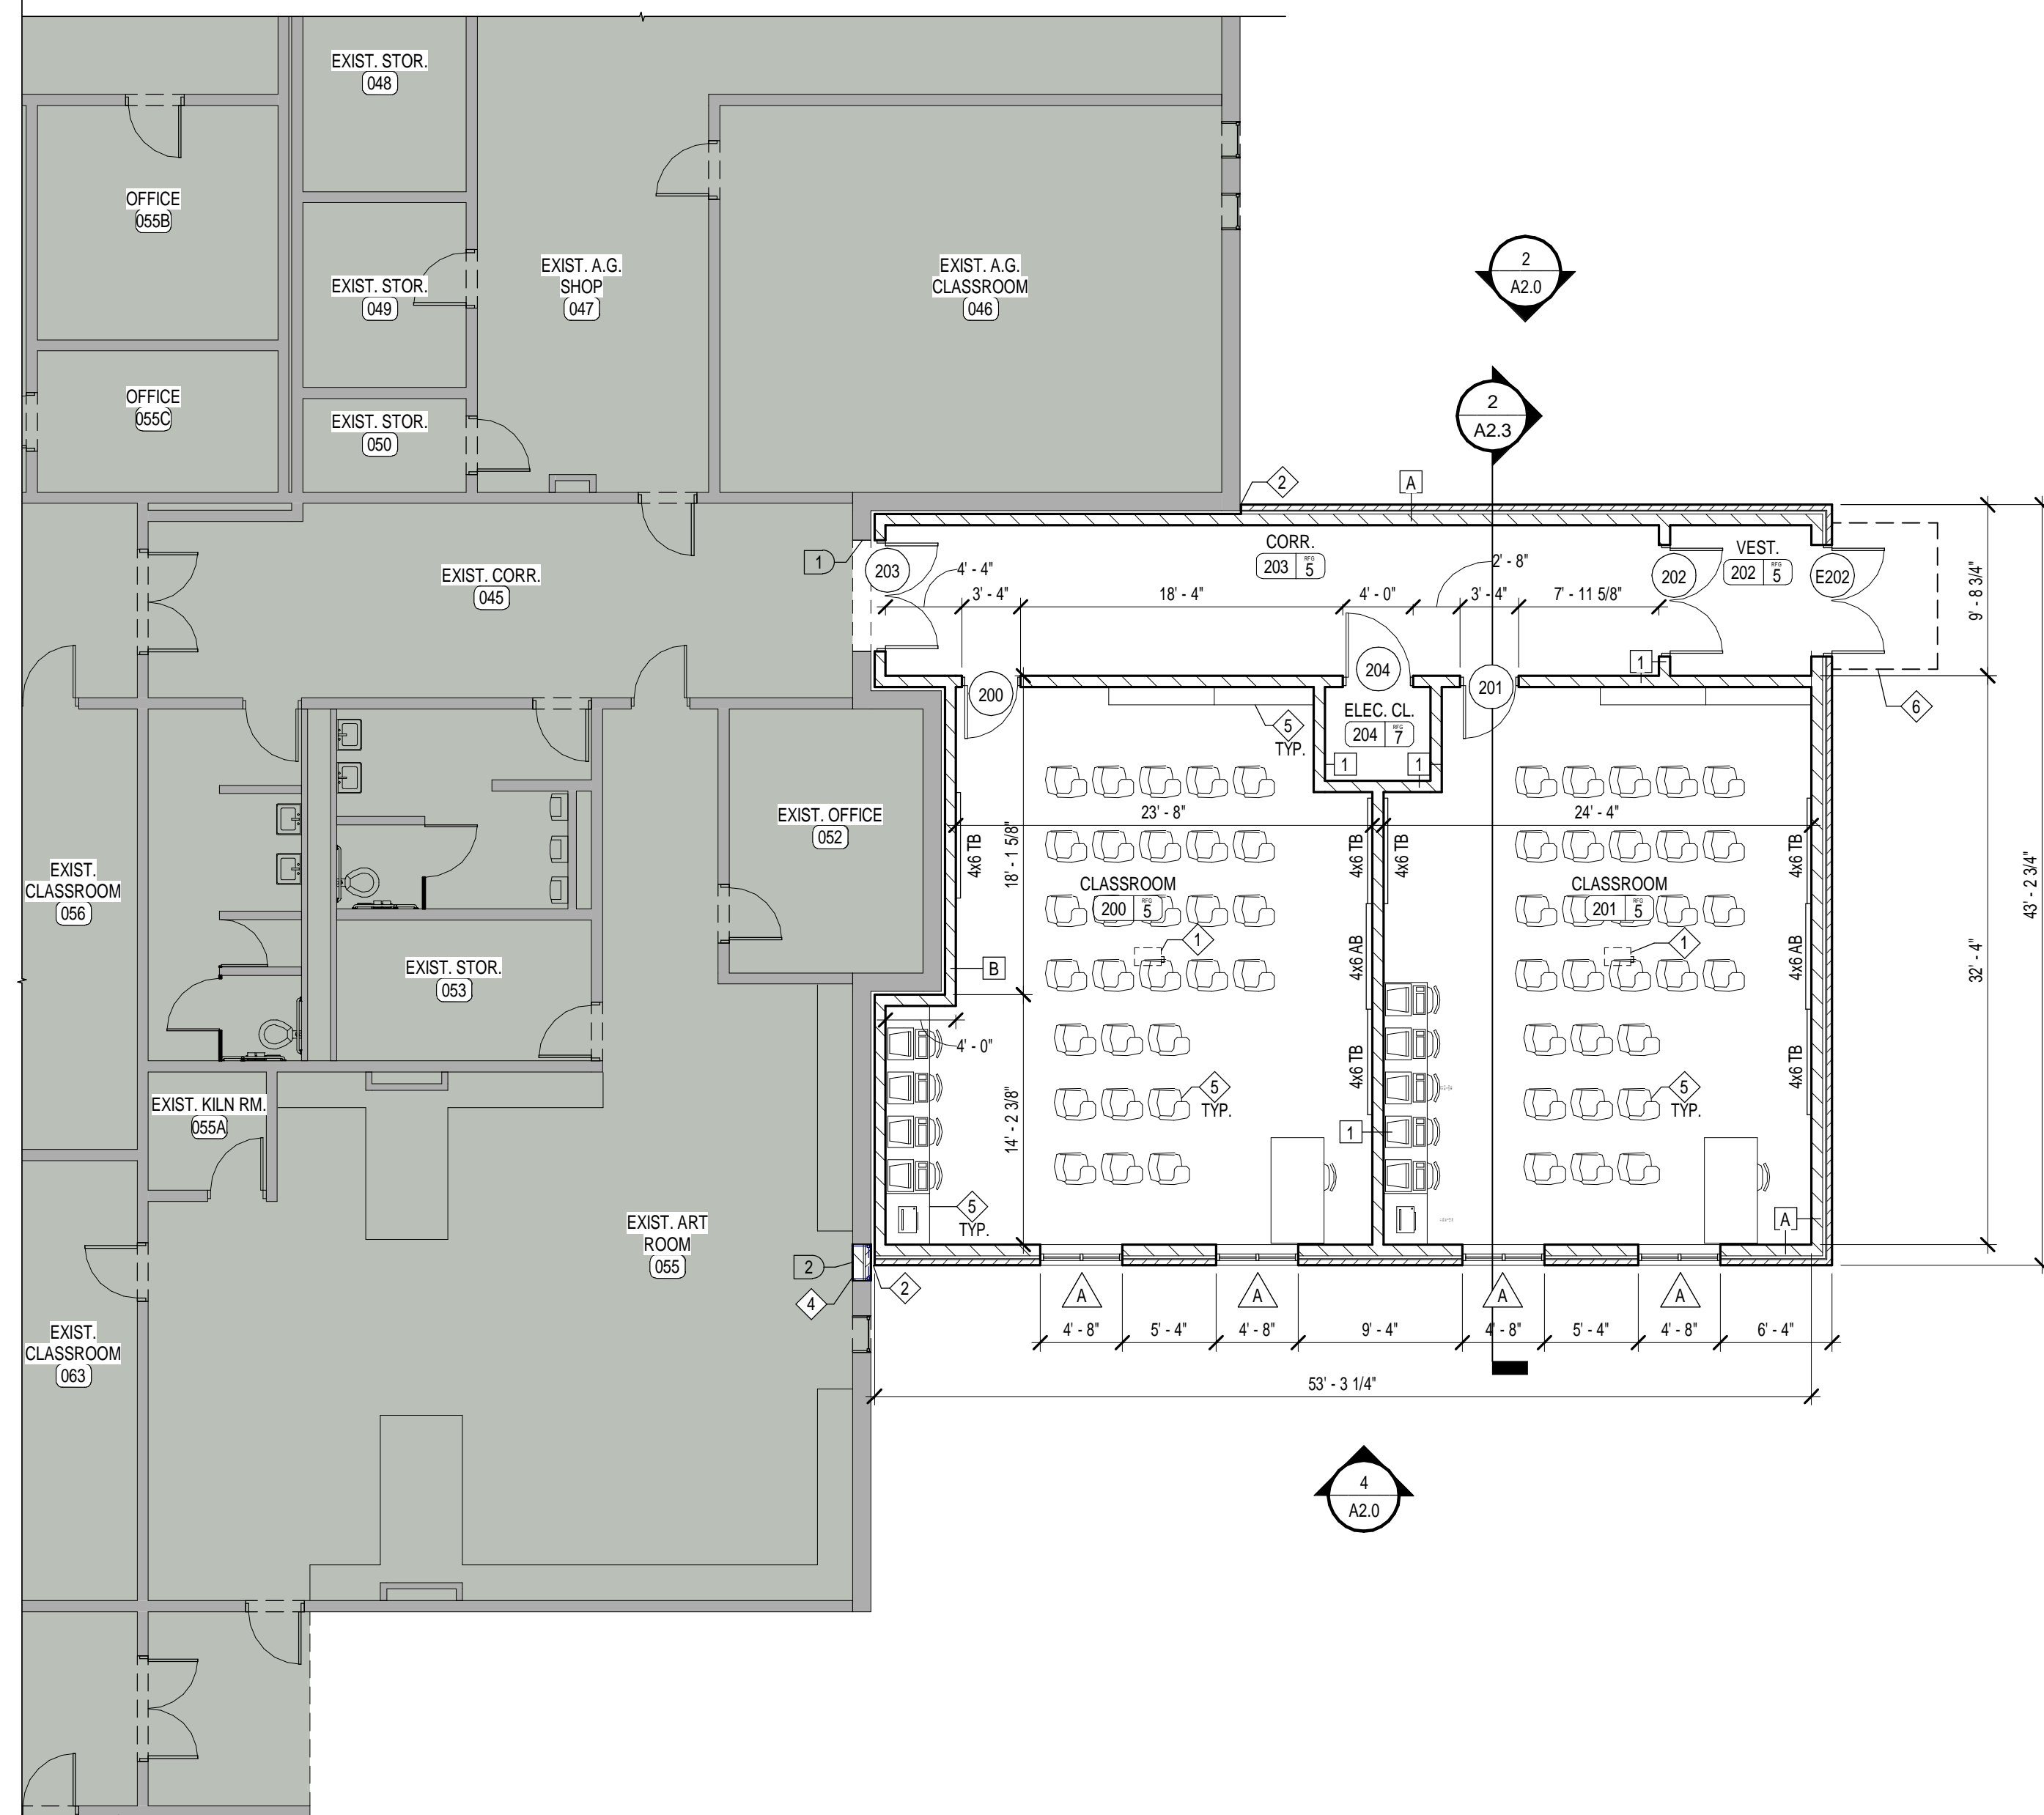 EXIST. STOR.
048
OFFICE
055B
EXIST. STOR.
049
EXIST. A.G.
SHOP
047
EXIST. A.G.
CLASSROOM
046
2
A2.0
OFFICE
055C
EXIST. STOR.
050
2
A2.3
2
A
1
203
CORR.
203 RFG 5
VEST.
202 RFG 5
202
E202
EXIST. CORR.
045
4' - 4"
2' - 8"
3' - 4"
18' - 4"
4' - 0"
3' - 4"
7' - 11 5/8"
9' - 8 3/4"
200
204
201
1
6
ELEC. CL.
204 RFG 7
5
TYP.
1
1
EXIST. OFFICE
052
23' - 8"
24' - 4"
4x6 TB
18' - 1 5/8"
4x6 TB
4x6 TB
4x6 TB
43' - 2 3/4"
EXIST.
CLASSROOM
056
CLASSROOM
200 RFG 5
CLASSROOM
201 RFG 5
1
1
4x6 AB
4x6 AB
32' - 4"
EXIST. STOR.
053
B
4' - 0"
4x6 TB
4x6 TB
5
TYP.
5
TYP.
EXIST. KILN RM.
055A
14' - 2 3/8"
1
5
TYP.
A
EXIST. ART
ROOM
055
2
2
4
A
A
A
A
4' - 8"
5' - 4"
4' - 8"
9' - 4"
4' - 8"
5' - 4"
4' - 8"
6' - 4"
EXIST.
CLASSROOM
063
53' - 3 1/4"
4
A2.0